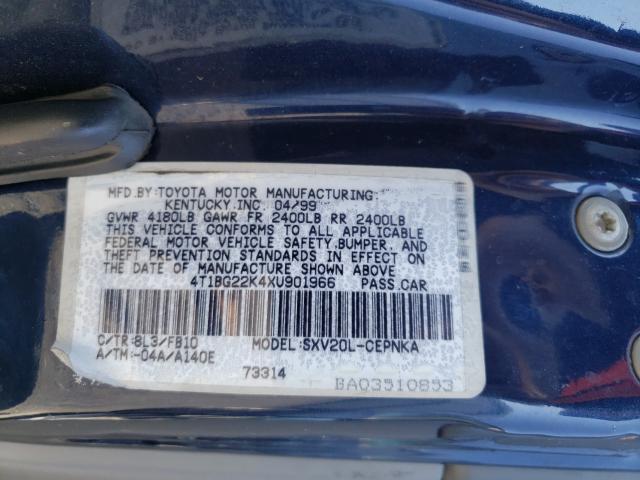 MFD.BY:TOYOTA MOTOR MANUFACTURING
KENTUCKY,INC. 04/99
GVWR 4180LB GAWR FR 2400LB RR 2400LB
THIS VEHICLE CONFORMS TO ALL APPLICABLE
FEDERAL MOTOR VEHICLE SAFETY,BUMPER, AND
THEFT PREVENTION STANDARDS IN EFFECT ON
THE DATE OF MANUFACTURE SHOWN ABOVE
4T1BG22K4XU901966 PASS.CAR
C/TR:8L3/FB10 MODEL:SXV20L-CEPNKA
A/TM:-04A/A140E
73314 BA03510853